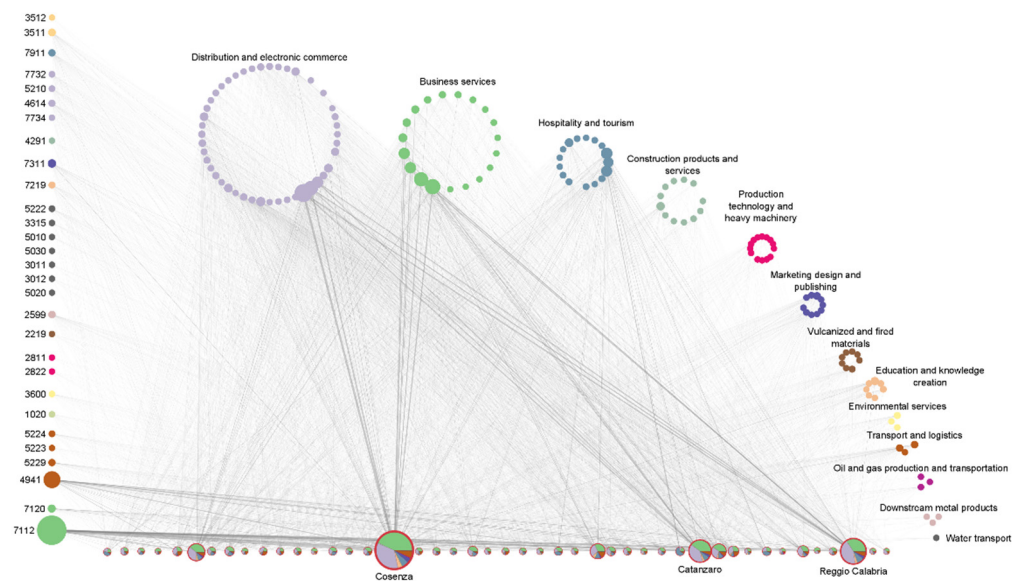 3512
3511
7911
7732
5210
4614
7734
4291
7311
7219
5222
3315
5010
5030
3011
3012
5020
2599
2219
2811
2822
3600
1020
5224
5223
5229
4941
7120
7112
Distribution and electronic commerce
Business services
Hospitality and tourism
Construction products and
services
Production
technology and
heavy machinery
Marketing design and
publishing
Vulcanized and fired
materials
Education and knowledge
creation
Environmental services
Transport and logistics
Oil and gas production and transportation
Downstream metal products
Water transport
Cosenza
Catanzaro
Reggio Calabria